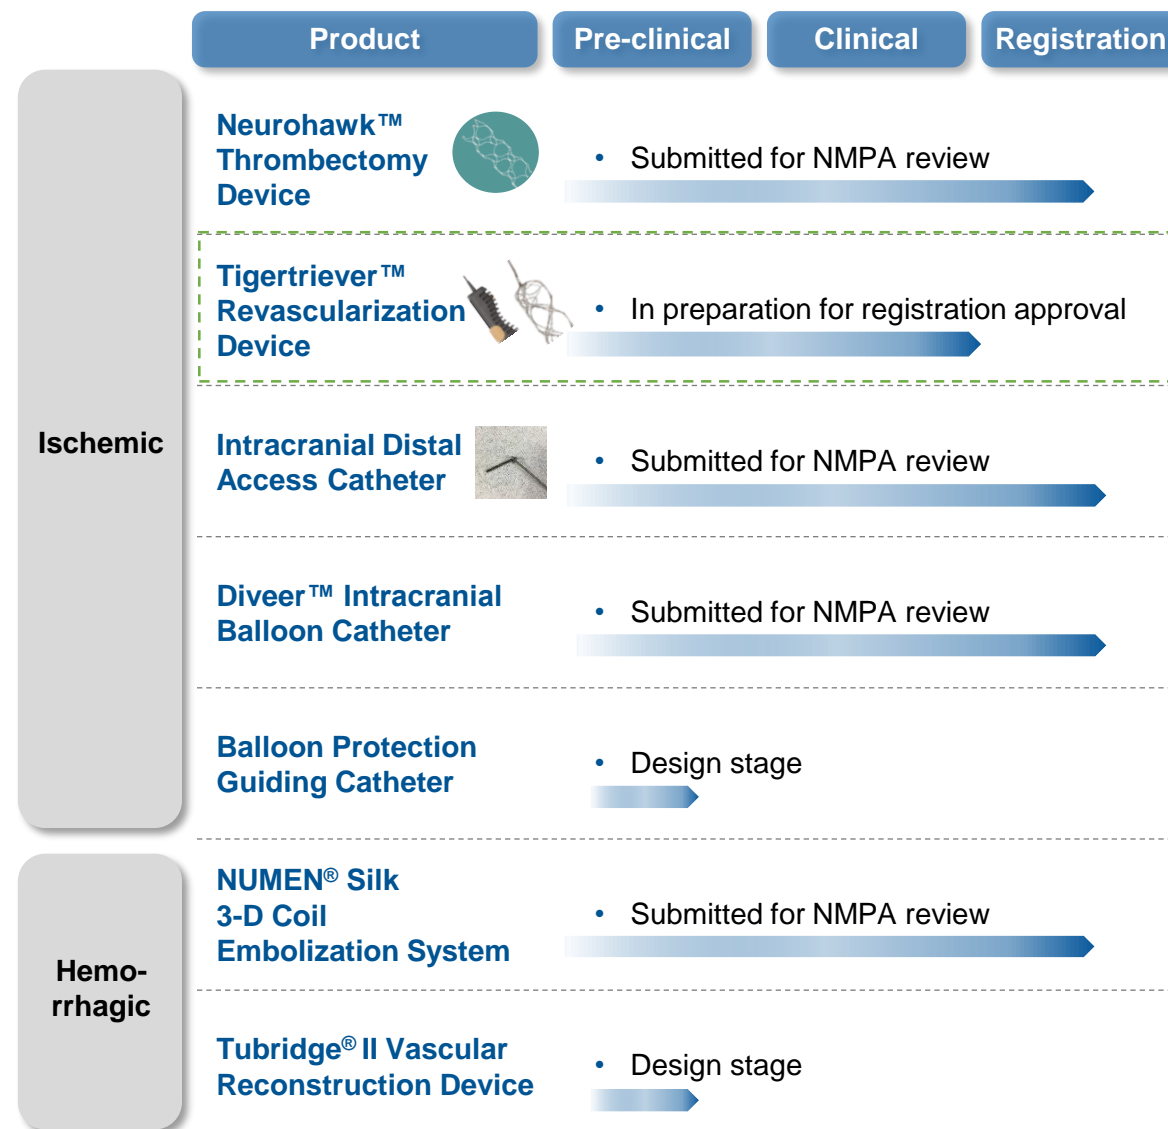 Product
Pre-clinical
Clinical
Registration
Ischemic
Neurohawk™
Thrombectomy
Device
• Submitted for NMPA review
Tigertriever™
Revascularization
Device
• In preparation for registration approval
Intracranial Distal
Access Catheter
• Submitted for NMPA review
Diveer™ Intracranial
Balloon Catheter
• Submitted for NMPA review
Balloon Protection
Guiding Catheter
• Design stage
Hemo-
rrhagic
NUMEN® Silk
3-D Coil
Embolization System
• Submitted for NMPA review
Tubridge® II Vascular
Reconstruction Device
• Design stage